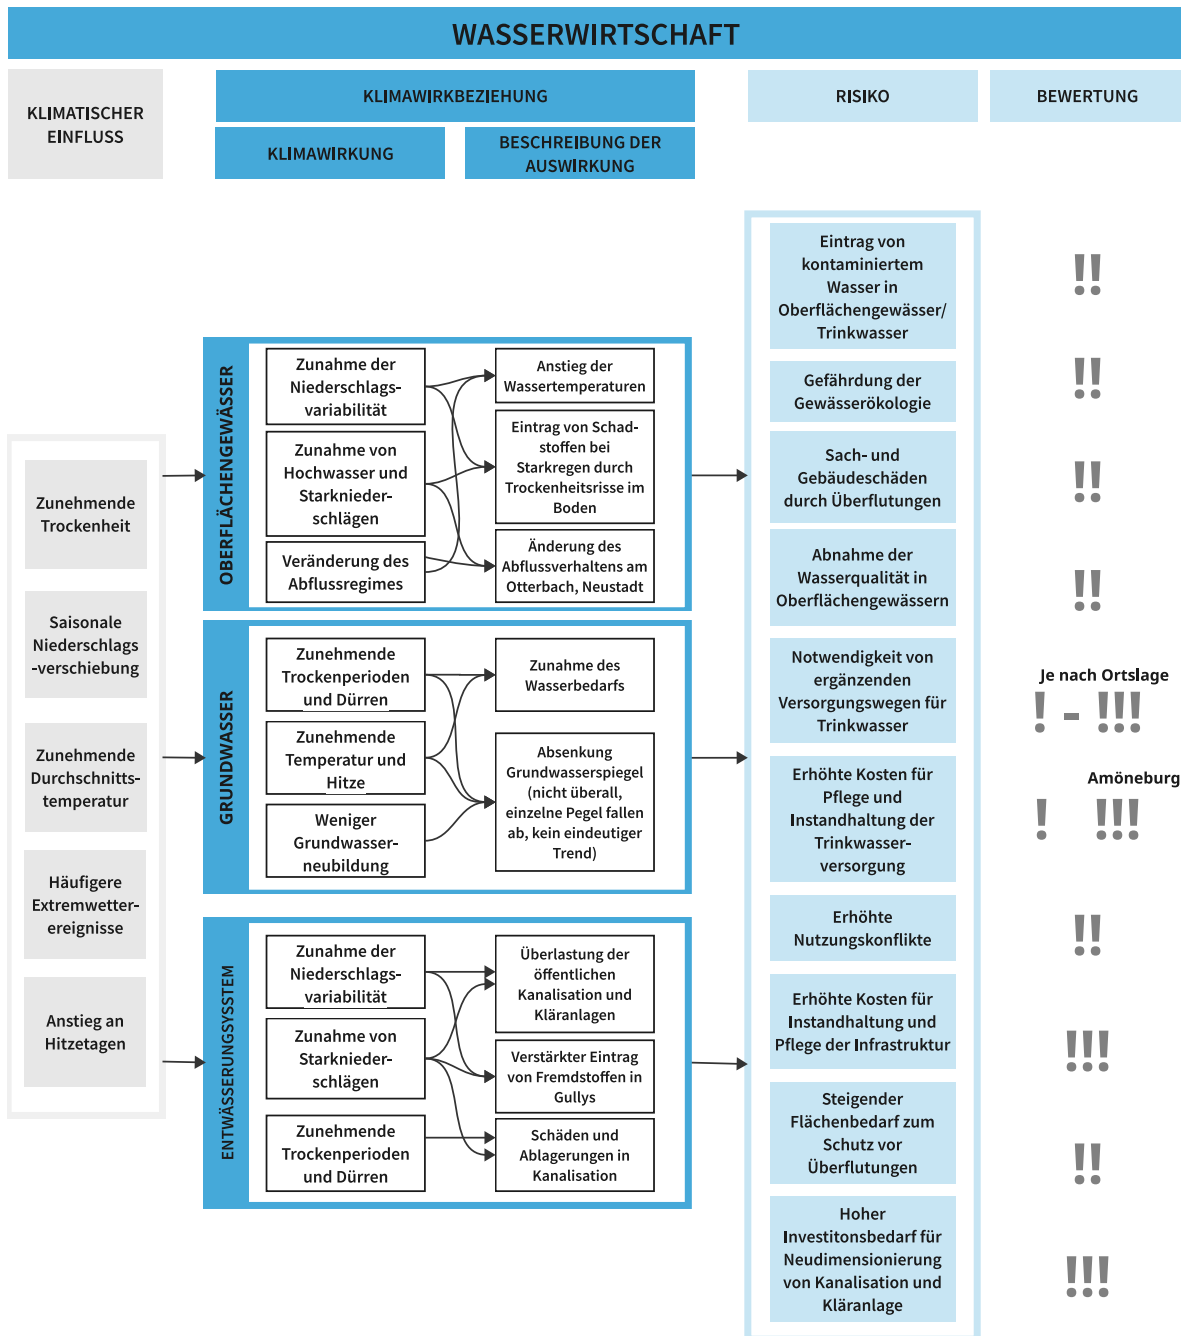 WASSERWIRTSCHAFT
KLIMATISCHER
EINFLUSS
KLIMAWIRKBEZIEHUNG
RISIKO
BEWERTUNG
KLIMAWIRKUNG
BESCHREIBUNG DER
AUSWIRKUNG
Zunehmende
Trockenheit
Saisonale
Niederschlags
-verschiebung
Zunehmende
Durchschnitts-
temperatur
Häufigere
Extremwetter-
ereignisse
Anstieg an
Hitzetagen
OBERFLÄCHENGEWÄSSER
Zunahme der
Niederschlags-
variabilität
Zunahme von
Hochwasser und
Starknieder-
schlägen
Veränderung des
Abflussregimes
Anstieg der
Wassertemperaturen
Eintrag von Schad-
stoffen bei
Starkregen durch
Trockenheitsrisse im
Boden
Änderung des
Abflussverhaltens am
Otterbach, Neustadt
GRUNDWASSER
Zunehmende
Trockenperioden
und Dürren
Zunehmende
Temperatur und
Hitze
Weniger
Grundwasser-
neubildung
Zunahme des
Wasserbedarfs
Absenkung
Grundwasserspiegel
(nicht überall,
einzelne Pegel fallen
ab, kein eindeutiger
Trend)
ENTWÄSSERUNGSYSSTEM
Zunahme der
Niederschlags-
variabilität
Zunahme von
Starknieder-
schlägen
Zunehmende
Trockenperioden
und Dürren
Überlastung der
öffentlichen
Kanalisation und
Kläranlagen
Verstärkter Eintrag
von Fremdstoffen in
Gullys
Schäden und
Ablagerungen in
Kanalisation
Eintrag von
kontaminiertem
Wasser in
Oberflächengewässer/
Trinkwasser
!!
Gefährdung der
Gewässerökologie
!!
Sach- und
Gebäudeschäden
durch Überflutungen
!!
Abnahme der
Wasserqualität in
Oberflächengewässern
!!
Notwendigkeit von
ergänzenden
Versorgungswegen für
Trinkwasser
Je nach Ortslage
! - !!!
Erhöhte Kosten für
Pflege und
Instandhaltung der
Trinkwasser-
versorgung
Amöneburg
! !!!
Erhöhte
Nutzungskonflikte
!!
Erhöhte Kosten für
Instandhaltung und
Pflege der Infrastruktur
!!!
Steigender
Flächenbedarf zum
Schutz vor
Überflutungen
!!
Hoher
Investitonsbedarf für
Neudimensionierung
von Kanalisation und
Kläranlage
!!!